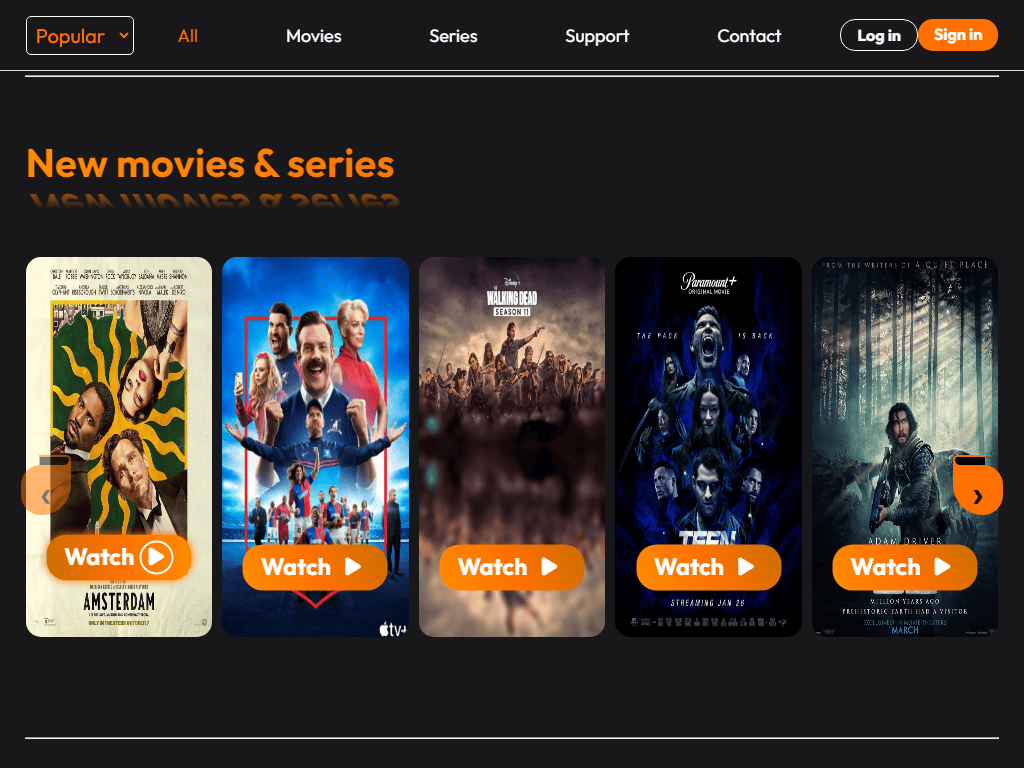 Popular
All
Movies
Series
Support
Contact
Log in
Sign in
New movies & series
Watch
AMSTERDAM
ONLY IN THEATERS OCTOBER 7
Watch
tv+
Disney+
THE
WALKING DEAD
SEASON 11
Watch
Paramount+
ORIGINAL MOVIE
THE PACK IS BACK
TEEN
Watch
STREAMING JAN 26
FROM THE WRITERS OF A QUIET PLACE
ADAM DRIVER
Watch
MILLION YEARS AGO
PREHISTORIC EARTH HAD A VISITOR
EXCLUSIVELY IN MOVIE THEATERS
MARCH